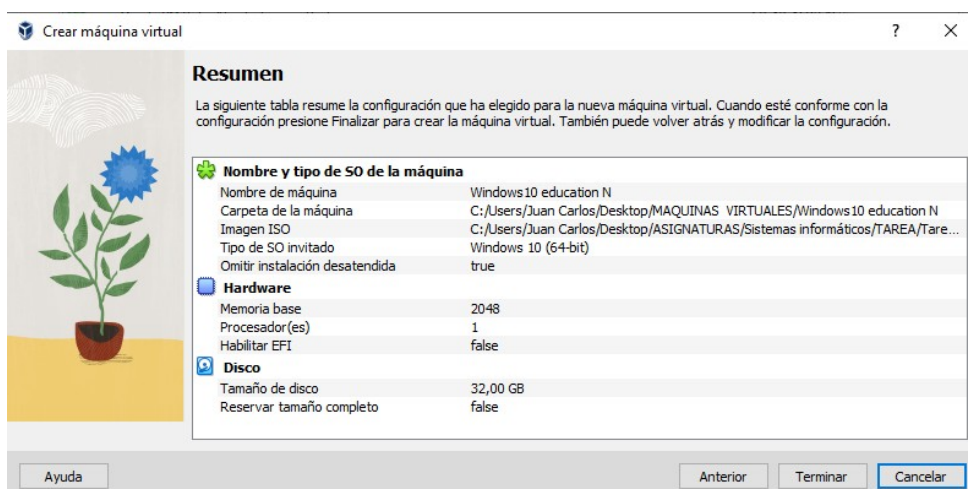 Crear máquina virtual
?
Resumen
La siguiente tabla resume la configuración que ha elegido para la nueva máquina virtual. Cuando esté conforme con la
configuración presione Finalizar para crear la máquina virtual. También puede volver atrás y modificar la configuración.
Nombre y tipo de SO de la máquina
Nombre de máquina Windows10 education N
Carpeta de la máquina C:/Users/Juan Carlos/Desktop/MAQUINAS VIRTUALES/Windows10 education N
Imagen ISO C:/Users/Juan Carlos/Desktop/ASIGNATURAS/Sistemas informáticos/TAREA/Tare...
Tipo de SO invitado Windows 10 (64-bit)
Omitir instalación desatendida true
Hardware
Memoria base 2048
Procesador(es) 1
Habilitar EFI false
Disco
Tamaño de disco 32,00 GB
Reservar tamaño completo false
Ayuda Anterior Terminar Cancelar